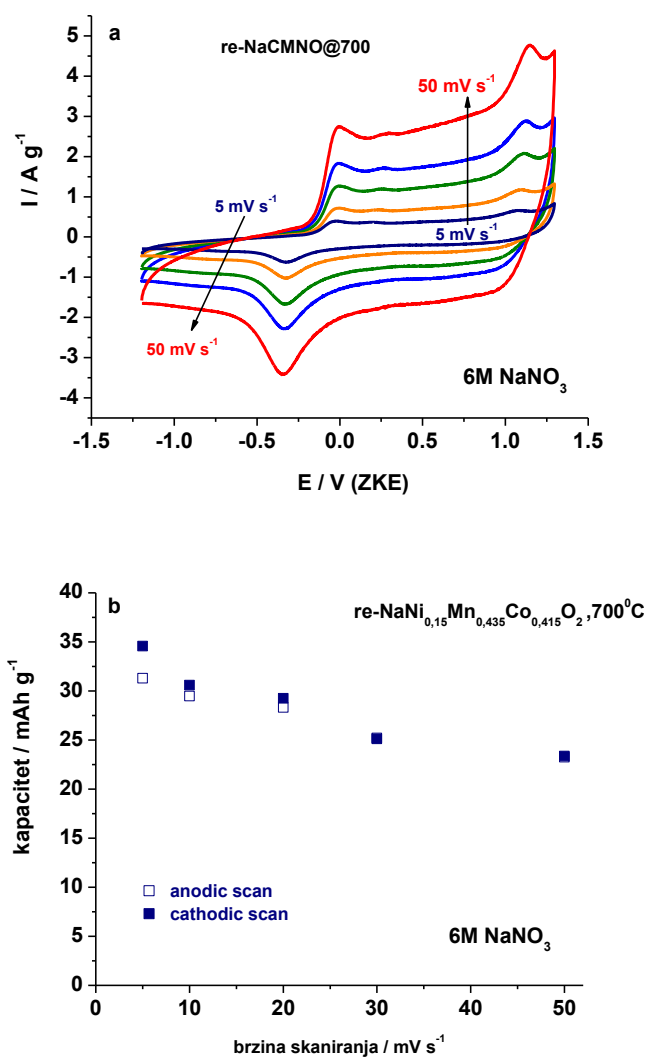 a
re-NaCMNO@700
50 mV s⁻¹
5 mV s⁻¹
5 mV s⁻¹
50 mV s⁻¹
6M NaNO₃
I / A g⁻¹
5
4
3
2
1
0
-1
-2
-3
-4
-1.5
-1.0
-0.5
0.0
0.5
1.0
1.5
E / V (ZKE)
b
re-NaNi₀,₁₅Mn₀,₄₃₅Co₀,₄₁₅O₂ ,700⁰C
kapacitet / mAh g⁻¹
40
35
30
25
20
15
10
5
0
anodic scan
cathodic scan
6M NaNO₃
0
10
20
30
40
50
brzina skaniranja / mV s⁻¹